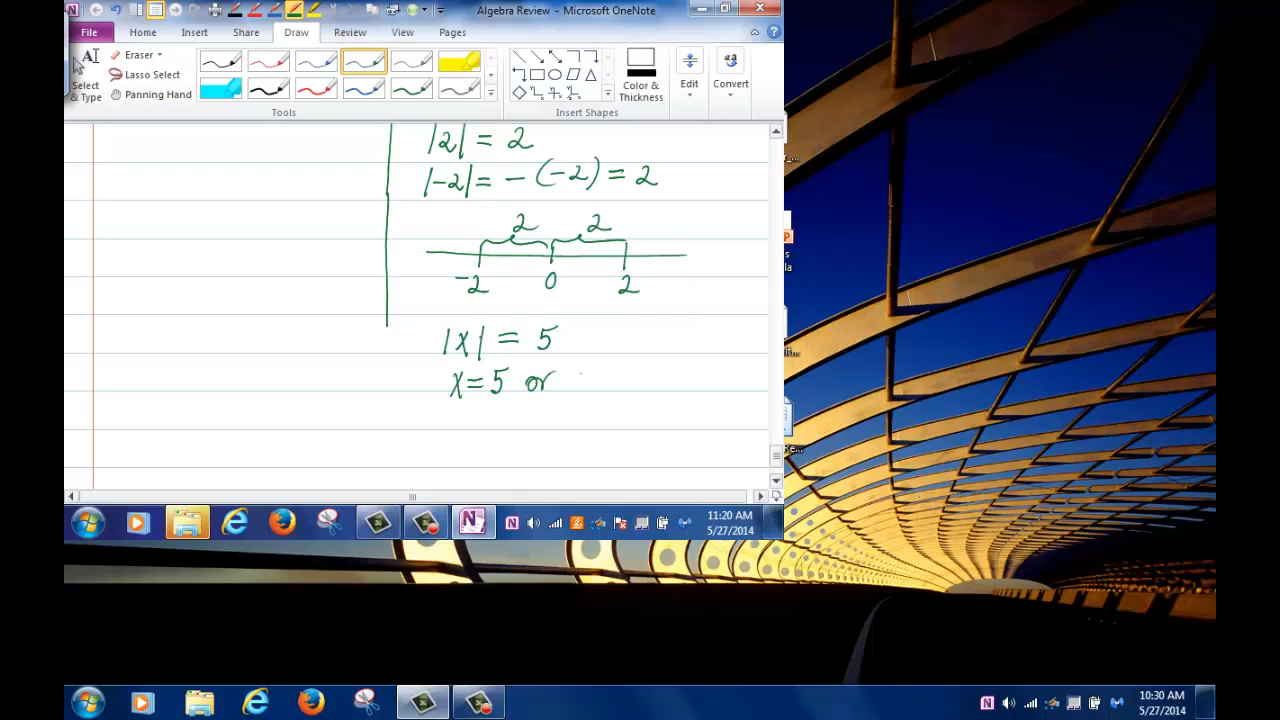 Algebra Review - Microsoft OneNote
File Home Insert Share Draw Review View Pages
Select & Type
Eraser
Lasso Select
Panning Hand
Color & Thickness
Edit
Convert
Tools
Insert Shapes
|2| = 2
|-2| = - (-2) = 2
2 2
-2 0 2
|x| = 5
x = 5 or
11:20 AM
5/27/2014
10:30 AM
5/27/2014